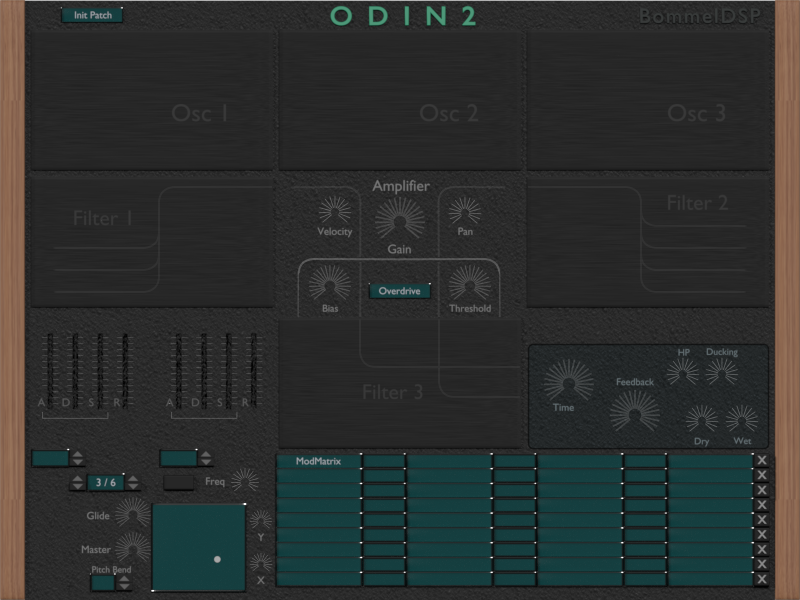 Init Patch
ODIN2
BommelDSP
Osc 1
Osc 2
Osc 3
Filter 1
Amplifier
Filter 2
Velocity
Pan
Gain
Overdrive
Bias
Threshold
HP
Ducking
Feedback
Time
Filter 3
A D S R
A D S R
Dry
Wet
ModMatrix
X
X
X
X
X
X
X
X
X
3 / 6
Freq
Glide
Y
Master
Pitch Bend
X